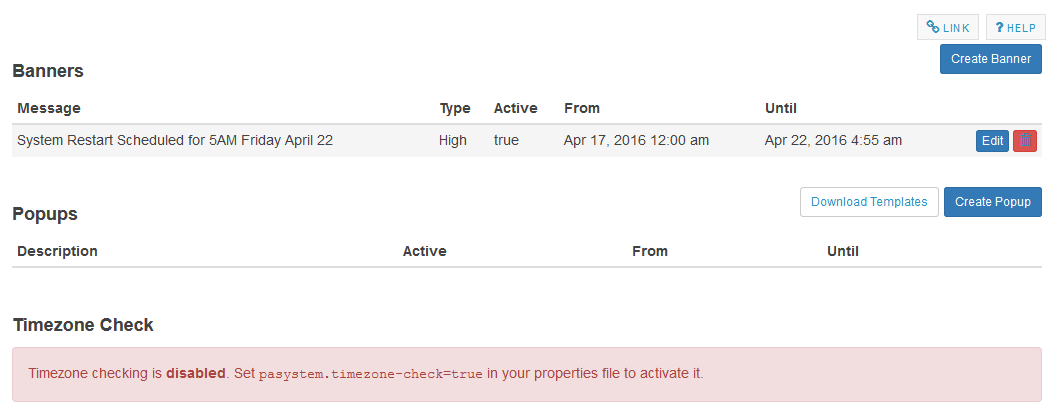 LINK ? HELP
Banners Create Banner
Message Type Active From Until
System Restart Scheduled for 5AM Friday April 22 High true Apr 17, 2016 12:00 am Apr 22, 2016 4:55 am Edit
Popups Download Templates Create Popup
Description Active From Until
Timezone Check
Timezone checking is disabled. Set pasystem.timezone-check=true in your properties file to activate it.